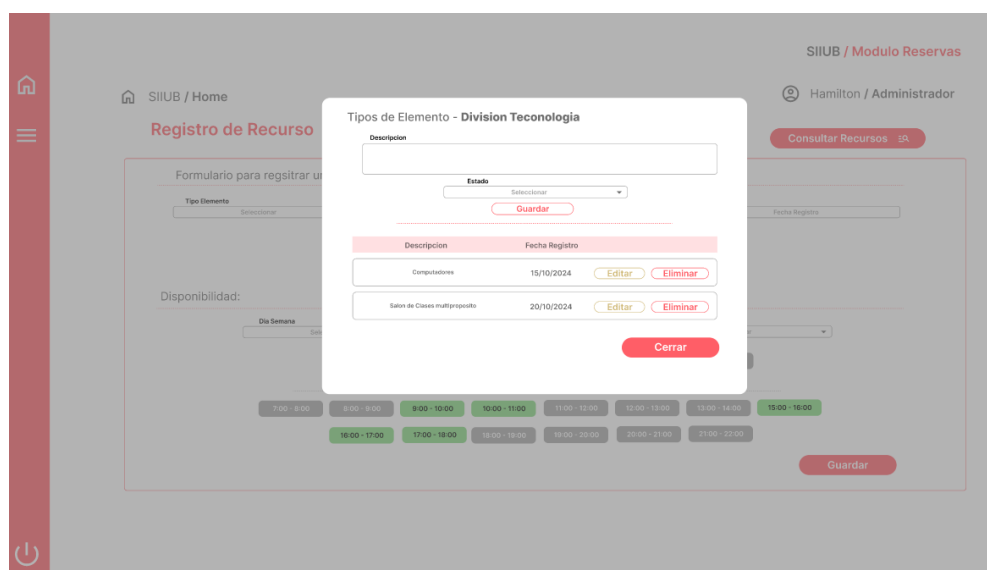 SIIUB / Modulo Reservas
SIIUB / Home
Hamilton / Administrador
Registro de Recurso
Consultar Recursos
Formulario para regsitrar
Tipo Elemento
Seleccionar
Fecha Registro
Tipos de Elemento - Division Teconologia
Descripcion
Estado
Seleccionar
Guardar
Descripcion Fecha Registro
Computadores 15/10/2024 Editar Eliminar
Salon de Clases multiproposito 20/10/2024 Editar Eliminar
Cerrar
Disponibilidad:
Dia Semana
7:00 - 8:00 8:00 - 9:00 9:00 - 10:00 10:00 - 11:00 11:00 - 12:00 12:00 - 13:00 13:00 - 14:00 15:00 - 16:00
16:00 - 17:00 17:00 - 18:00 18:00 - 19:00 19:00 - 20:00 20:00 - 21:00 21:00 - 22:00
Guardar